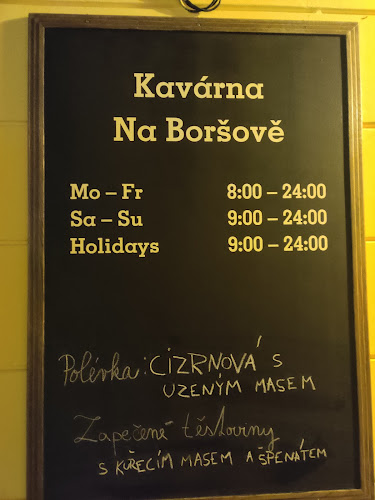 Kavárna
Na Boršově
Mo – Fr 8:00 – 24:00
Sa – Su 9:00 – 24:00
Holidays 9:00 – 24:00
Polévka: CIZRNOVÁ S
UZENÝM MASEM
Zapečené těstoviny
S KUŘECÍM MASEM A ŠPENÁTEM